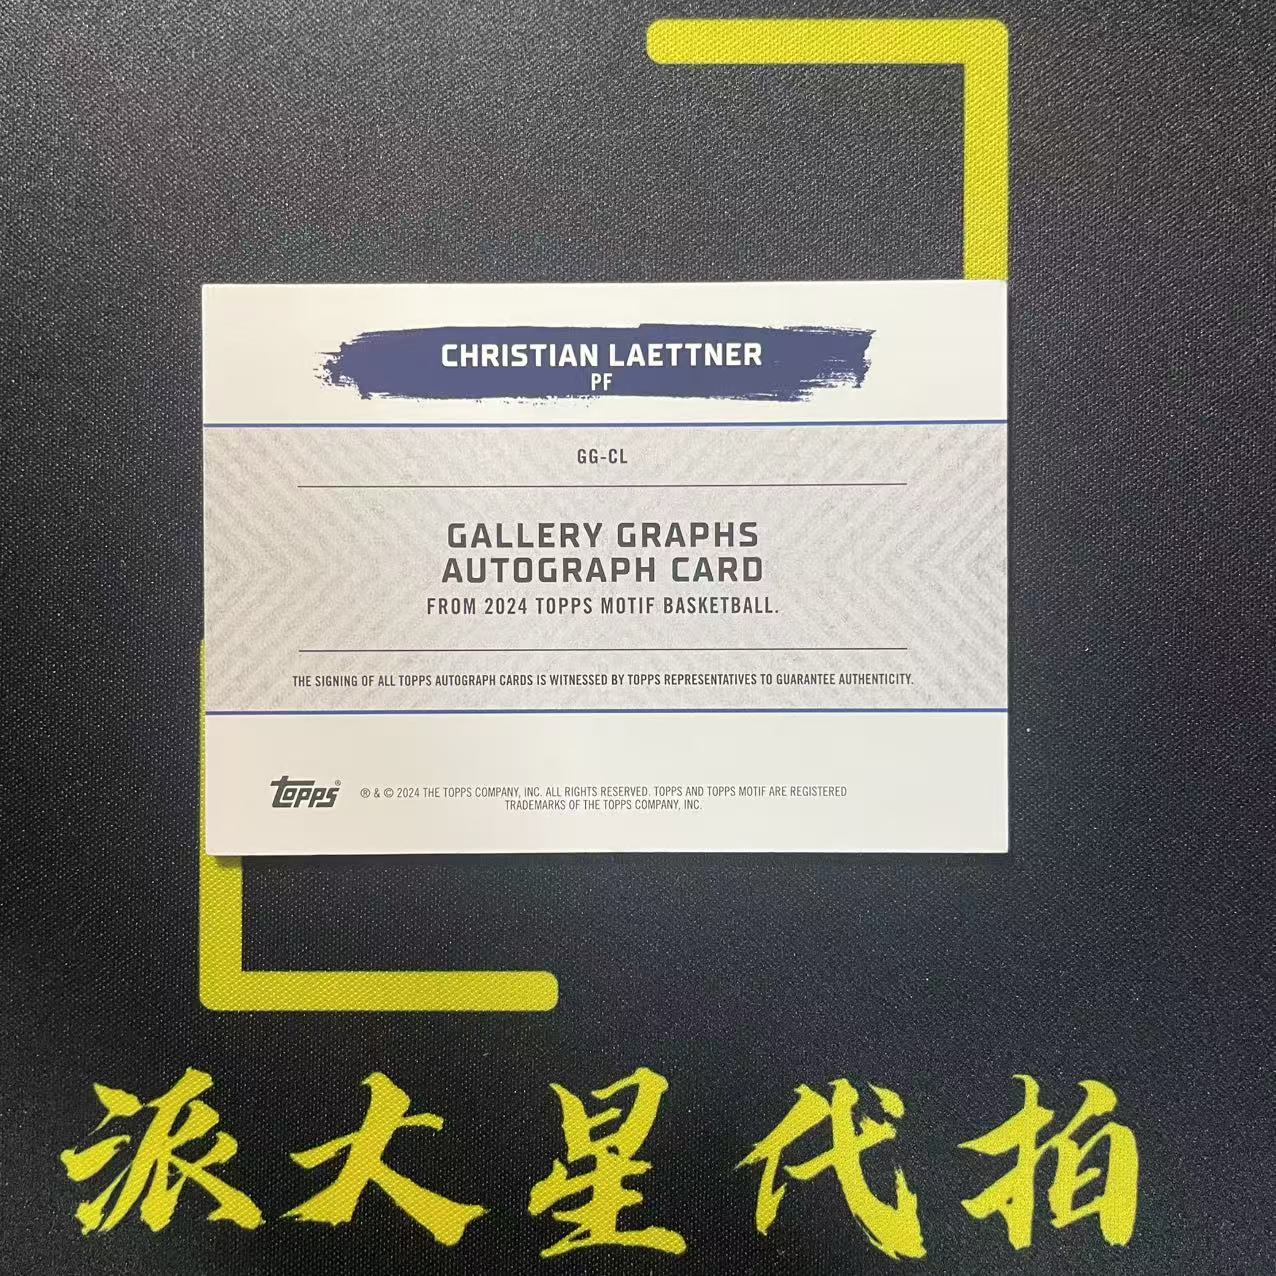 CHRISTIAN LAETTNER
PF
GG-CL
GALLERY GRAPHS
AUTOGRAPH CARD
FROM 2024 TOPPS MOTIF BASKETBALL.
THE SIGNING OF ALL TOPPS AUTOGRAPH CARDS IS WITNESSED BY TOPPS REPRESENTATIVES TO GUARANTEE AUTHENTICITY.
topps® ® & © 2024 THE TOPPS COMPANY, INC. ALL RIGHTS RESERVED. TOPPS AND TOPPS MOTIF ARE REGISTERED
TRADEMARKS OF THE TOPPS COMPANY, INC.
派大星代拍